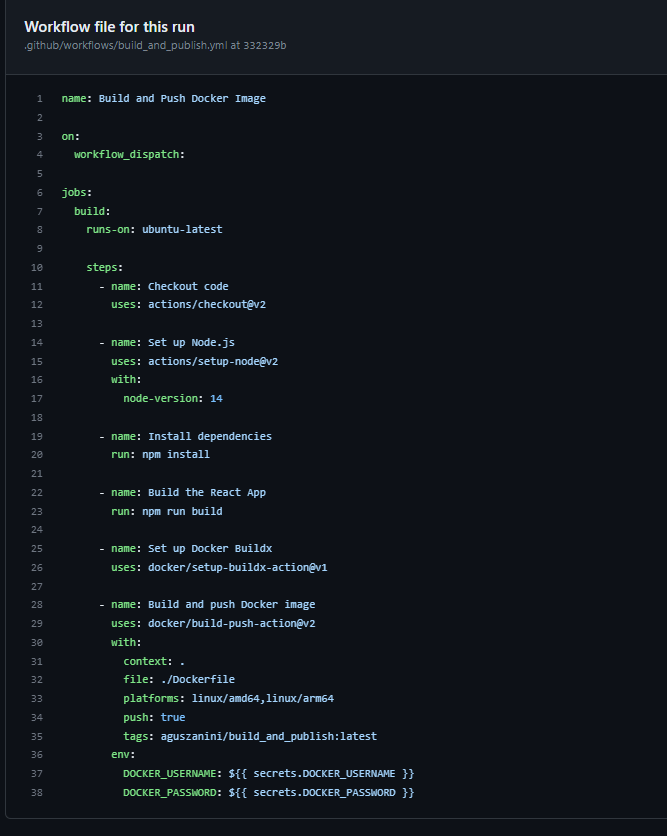 Workflow file for this run
.github/workflows/build_and_publish.yml at 332329b
1 name: Build and Push Docker Image
2
3 on:
4   workflow_dispatch:
5
6 jobs:
7   build:
8     runs-on: ubuntu-latest
9
10     steps:
11       - name: Checkout code
12         uses: actions/checkout@v2
13
14       - name: Set up Node.js
15         uses: actions/setup-node@v2
16         with:
17           node-version: 14
18
19       - name: Install dependencies
20         run: npm install
21
22       - name: Build the React App
23         run: npm run build
24
25       - name: Set up Docker Buildx
26         uses: docker/setup-buildx-action@v1
27
28       - name: Build and push Docker image
29         uses: docker/build-push-action@v2
30         with:
31           context: .
32           file: ./Dockerfile
33           platforms: linux/amd64,linux/arm64
34           push: true
35           tags: aguszanini/build_and_publish:latest
36         env:
37           DOCKER_USERNAME: ${{ secrets.DOCKER_USERNAME }}
38           DOCKER_PASSWORD: ${{ secrets.DOCKER_PASSWORD }}